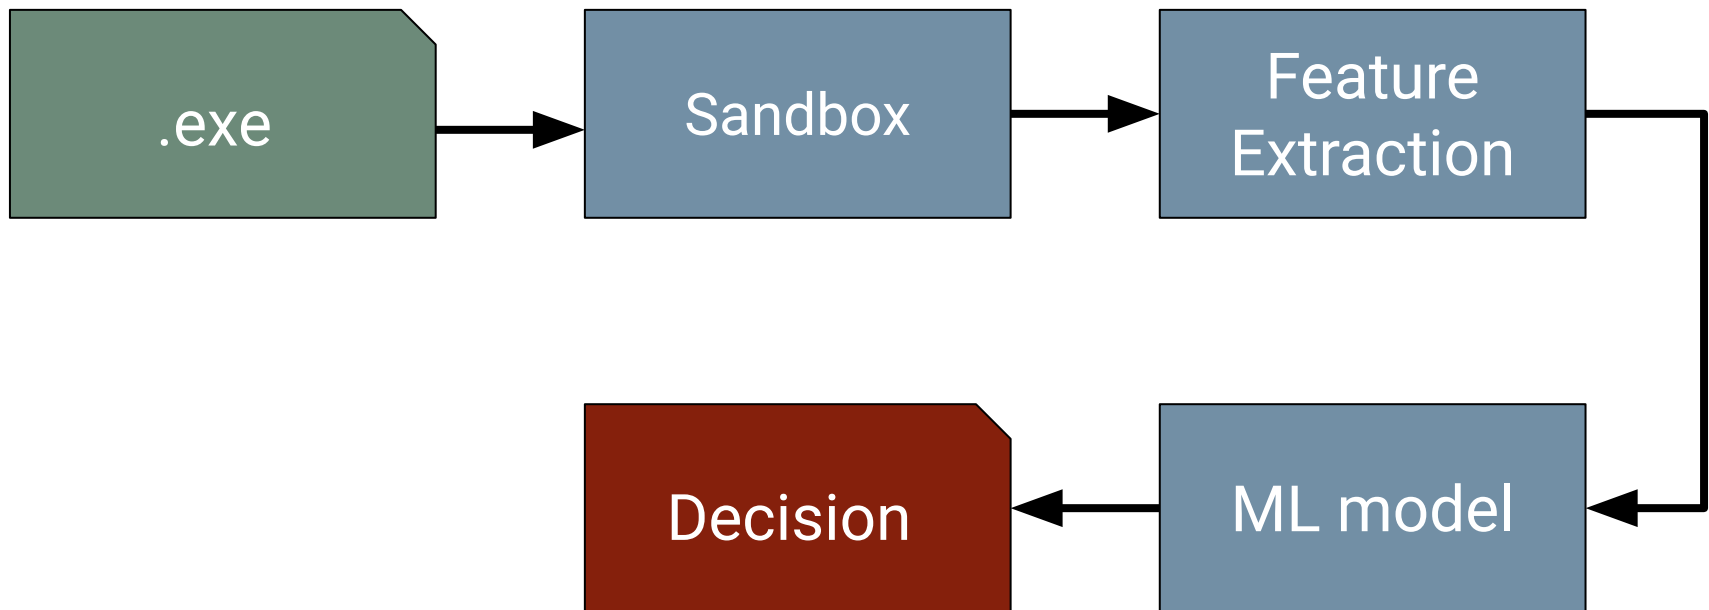 .exe
Sandbox
Feature
Extraction
ML model
Decision